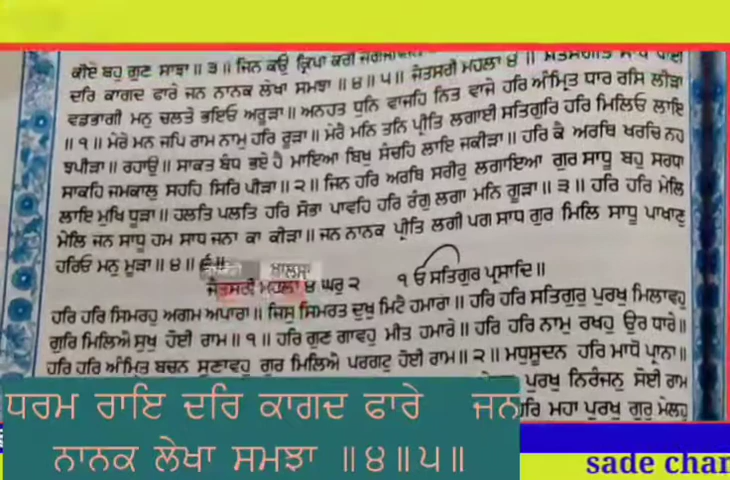 ਕੀਏ ਬਹੁ ਗੁਣ ਸਾਝਾ ॥ ੩ ॥ ਜਿਨ ਕਉ ਕ੍ਰਿਪਾ ਕਰੀ
ਦਰਿ ਕਾਗਦ ਫਾਰੇ ਜਨ ਨਾਨਕ ਲੇਖਾ ਸਮਝਾ ॥ ੪ ॥ ੫ ॥ ਜੈਤਸਰੀ ਮਹਲਾ ੪ ॥ ਸਤਸੰਗਤਿ ਸਾਧ ਪਾਈ
ਵਡਭਾਗੀ ਮਨੁ ਚਲਤੌ ਭਇਓ ਅਰੂੜਾ ॥ ਅਨਹਤ ਧੁਨਿ ਵਾਜਹਿ ਨਿਤ ਵਾਜੇ ਹਰਿ ਅੰਮ੍ਰਿਤ ਧਾਰ ਰਸਿ ਲੀੜਾ
॥ ੧ ॥ ਮੇਰੇ ਮਨ ਜਪਿ ਰਾਮ ਨਾਮੁ ਹਰਿ ਰੂੜਾ ॥ ਮੇਰੈ ਮਨਿ ਤਨਿ ਪ੍ਰੀਤਿ ਲਗਾਈ ਸਤਿਗੁਰਿ ਹਰਿ ਮਿਲਿਓ ਲਾਇ
ਝਪੀੜਾ ॥ ਰਹਾਉ ॥ ਸਾਕਤ ਬੰਧ ਭਏ ਹੈ ਮਾਇਆ ਬਿਖੁ ਸੰਚਹਿ ਲਾਇ ਜਕੀੜਾ ॥ ਹਰਿ ਕੈ ਅਰਥਿ ਖਰਚਿ ਨਹ
ਸਾਕਹਿ ਜਮਕਾਲੁ ਸਹਹਿ ਸਿਰਿ ਪੀੜਾ ॥ ੨ ॥ ਜਿਨ ਹਰਿ ਅਰਥਿ ਸਰੀਰੁ ਲਗਾਇਆ ਗੁਰ ਸਾਧੂ ਬਹੁ ਸਰਧਾ
ਲਾਇ ਮੁਖਿ ਧੂੜਾ ॥ ਹਲਤਿ ਪਲਤਿ ਹਰਿ ਸੋਭਾ ਪਾਵਹਿ ਹਰਿ ਰੰਗੁ ਲਗਾ ਮਨਿ ਗੂੜਾ ॥ ੩ ॥ ਹਰਿ ਹਰਿ ਮੇਲਿ
ਮੇਲਿ ਜਨ ਸਾਧੂ ਹਮ ਸਾਧ ਜਨਾ ਕਾ ਕੀੜਾ ॥ ਜਨ ਨਾਨਕ ਪ੍ਰੀਤਿ ਲਗੀ ਪਗ ਸਾਧ ਗੁਰ ਮਿਲਿ ਸਾਧੂ ਪਾਖਾਣੁ
ਹਰਿਓ ਮਨੁ ਮੂੜਾ ॥ ੪ ॥ ੬ ॥
ਖਾਲਸਾ
ਜੈਤਸਰੀ ਮਹਲਾ ੪ ਘਰੁ ੨ ੧ ਓ ਸਤਿਗੁਰ ਪ੍ਰਸਾਦਿ ॥
ਹਰਿ ਹਰਿ ਸਿਮਰਹੁ ਅਗਮ ਅਪਾਰਾ ॥ ਜਿਸੁ ਸਿਮਰਤ ਦੁਖੁ ਮਿਟੈ ਹਮਾਰਾ ॥ ਹਰਿ ਹਰਿ ਸਤਿਗੁਰੁ ਪੁਰਖੁ ਮਿਲਾਵਹੁ
ਗੁਰਿ ਮਿਲਿਐ ਸੁਖੁ ਹੋਈ ਰਾਮ ॥ ੧ ॥ ਹਰਿ ਗੁਣ ਗਾਵਹੁ ਮੀਤ ਹਮਾਰੇ ॥ ਹਰਿ ਹਰਿ ਨਾਮੁ ਰਖਹੁ ਉਰ ਧਾਰੇ ॥
ਹਰਿ ਹਰਿ ਅੰਮ੍ਰਿਤ ਬਚਨ ਸੁਣਾਵਹੁ ਗੁਰ ਮਿਲਿਐ ਪਰਗਟੁ ਹੋਈ ਰਾਮ ॥ ੨ ॥ ਮਧੁਸੂਦਨ ਹਰਿ ਮਾਧੋ ਪ੍ਰਾਨਾ ॥
ਪੁਰਖੁ ਨਿਰੰਜਨੁ ਸੋਈ ਰਾਮ
ਹਰਿ ਮਹਾ ਪੁਰਖੁ ਗੁਰੁ ਮੇਲਹੁ
ਧਰਮ ਰਾਇ ਦਰਿ ਕਾਗਦ ਫਾਰੇ ਜਨ
ਨਾਨਕ ਲੇਖਾ ਸਮਝਾ ॥੪॥੫॥
sade char